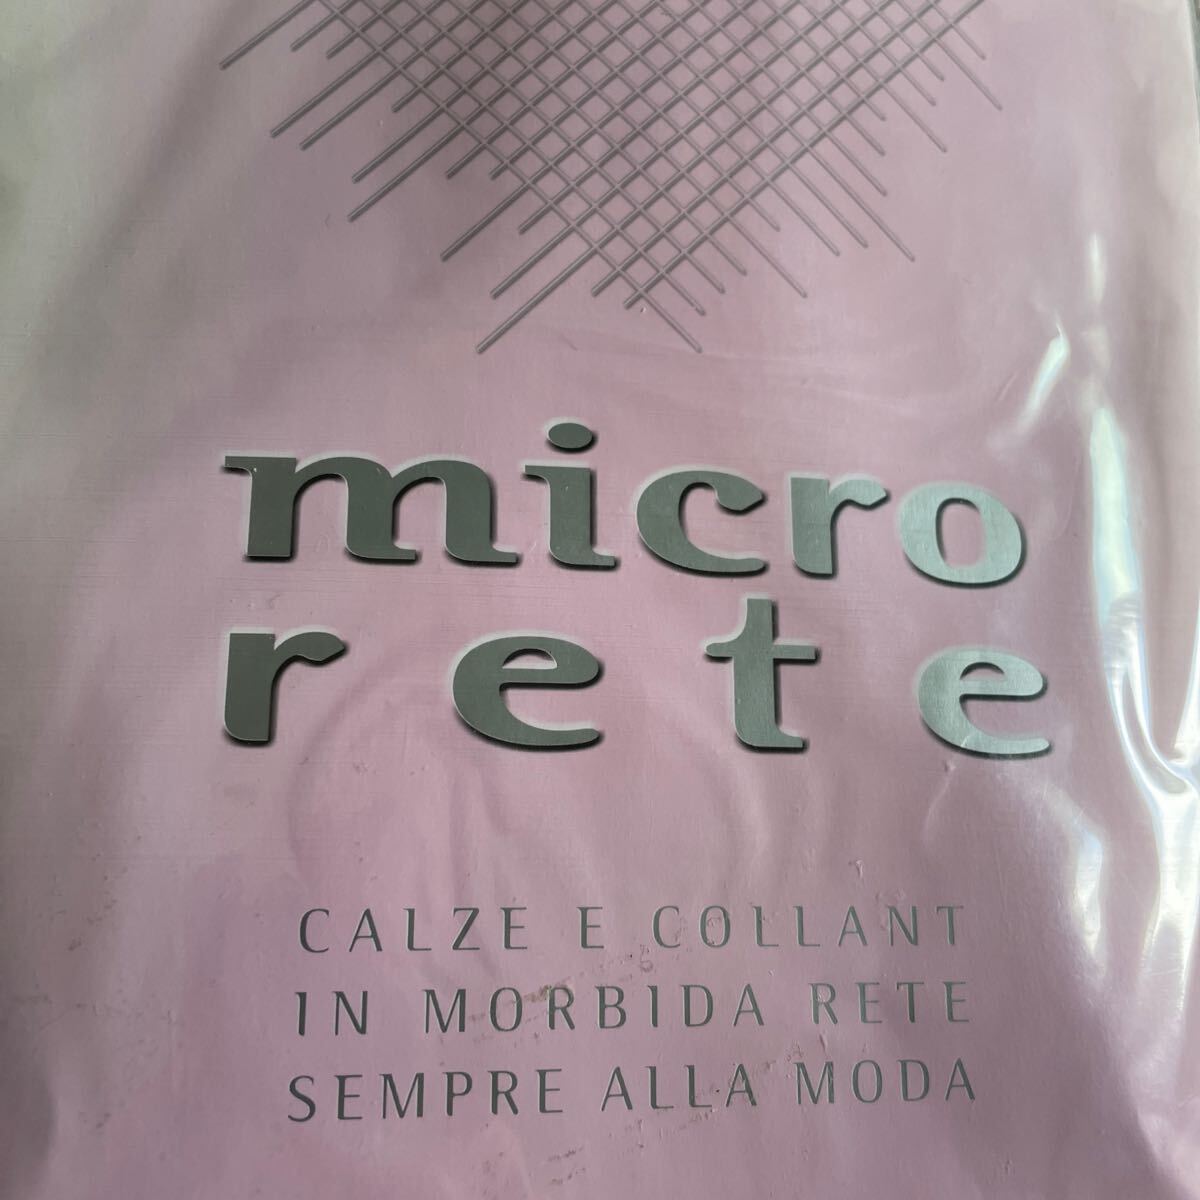 micro
rete
CALZE E COLLANT
IN MORBIDA RETE
SEMPRE ALLA MODA